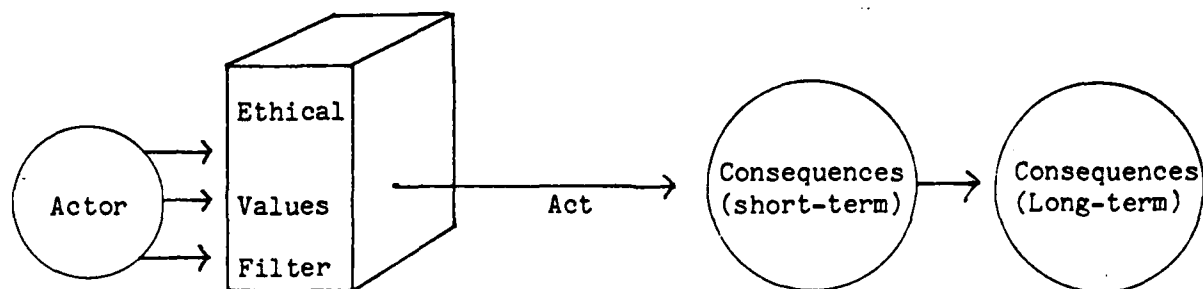 Actor
Ethical
Values
Filter
Act
Consequences
(short-term)
Consequences
(Long-term)